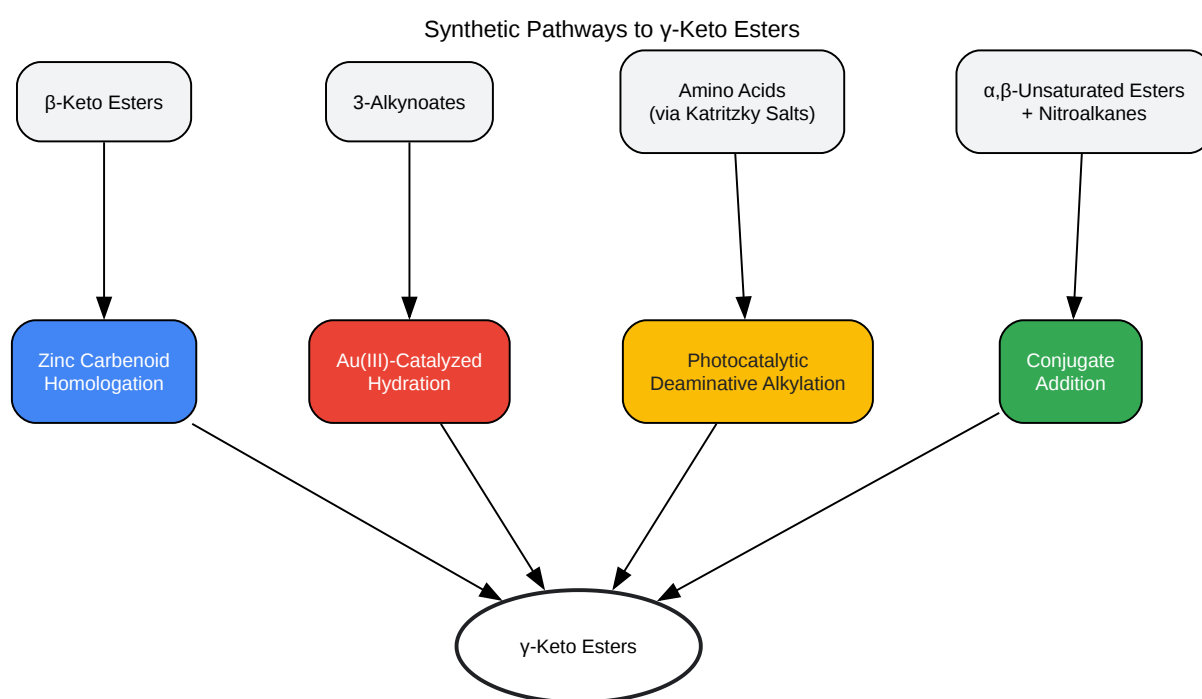 Synthetic Pathways to γ-Keto Esters
β-Keto Esters
3-Alkynoates
Amino Acids
(via Katritzky Salts)
α,β-Unsaturated Esters
+ Nitroalkanes
Zinc Carbenoid
Homologation
Au(III)-Catalyzed
Hydration
Photocatalytic
Deaminative Alkylation
Conjugate
Addition
γ-Keto Esters